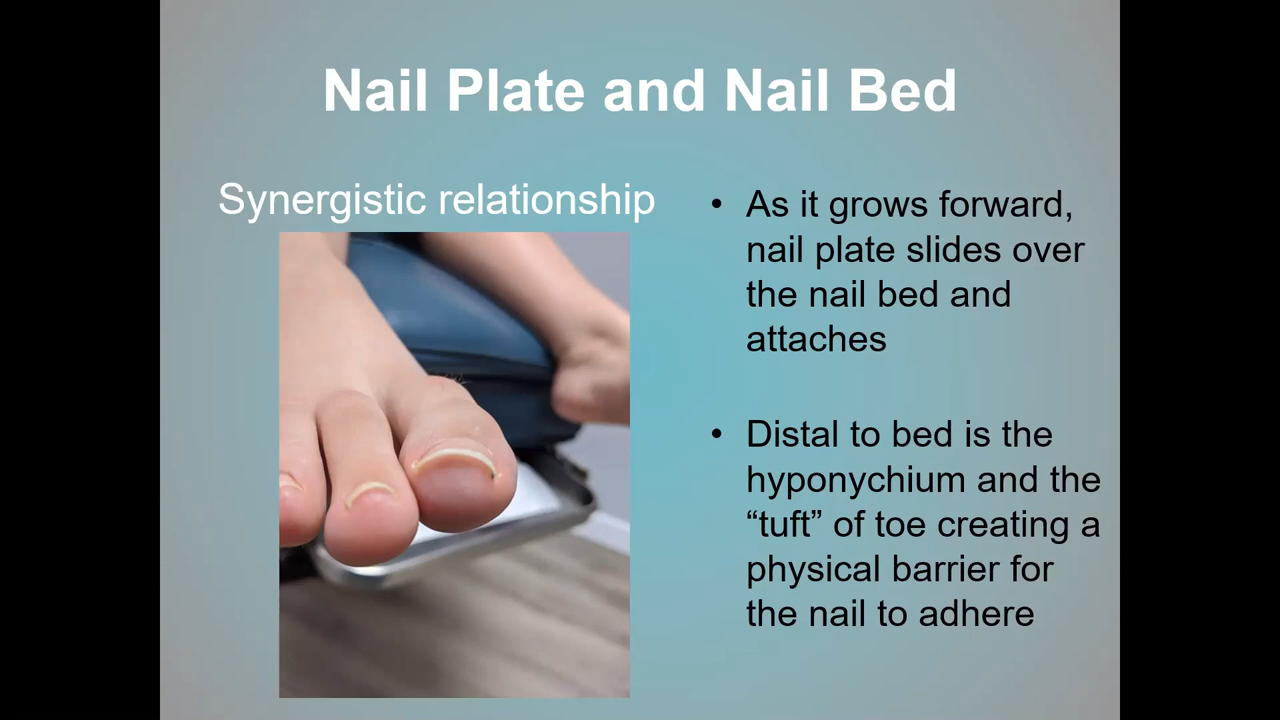 Nail Plate and Nail Bed
Synergistic relationship
• As it grows forward,
nail plate slides over
the nail bed and
attaches
• Distal to bed is the
hyponychium and the
“tuft” of toe creating a
physical barrier for
the nail to adhere